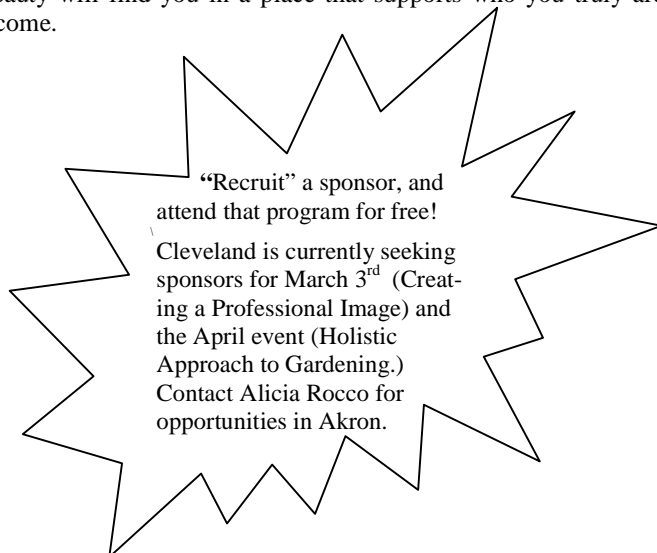 eauty will find you in a place that supports who you truly are
come.
“Recruit” a sponsor, and
attend that program for free!
Cleveland is currently seeking
sponsors for March 3rd (Creat-
ing a Professional Image) and
the April event (Holistic
Approach to Gardening.)
Contact Alicia Rocco for
opportunities in Akron.